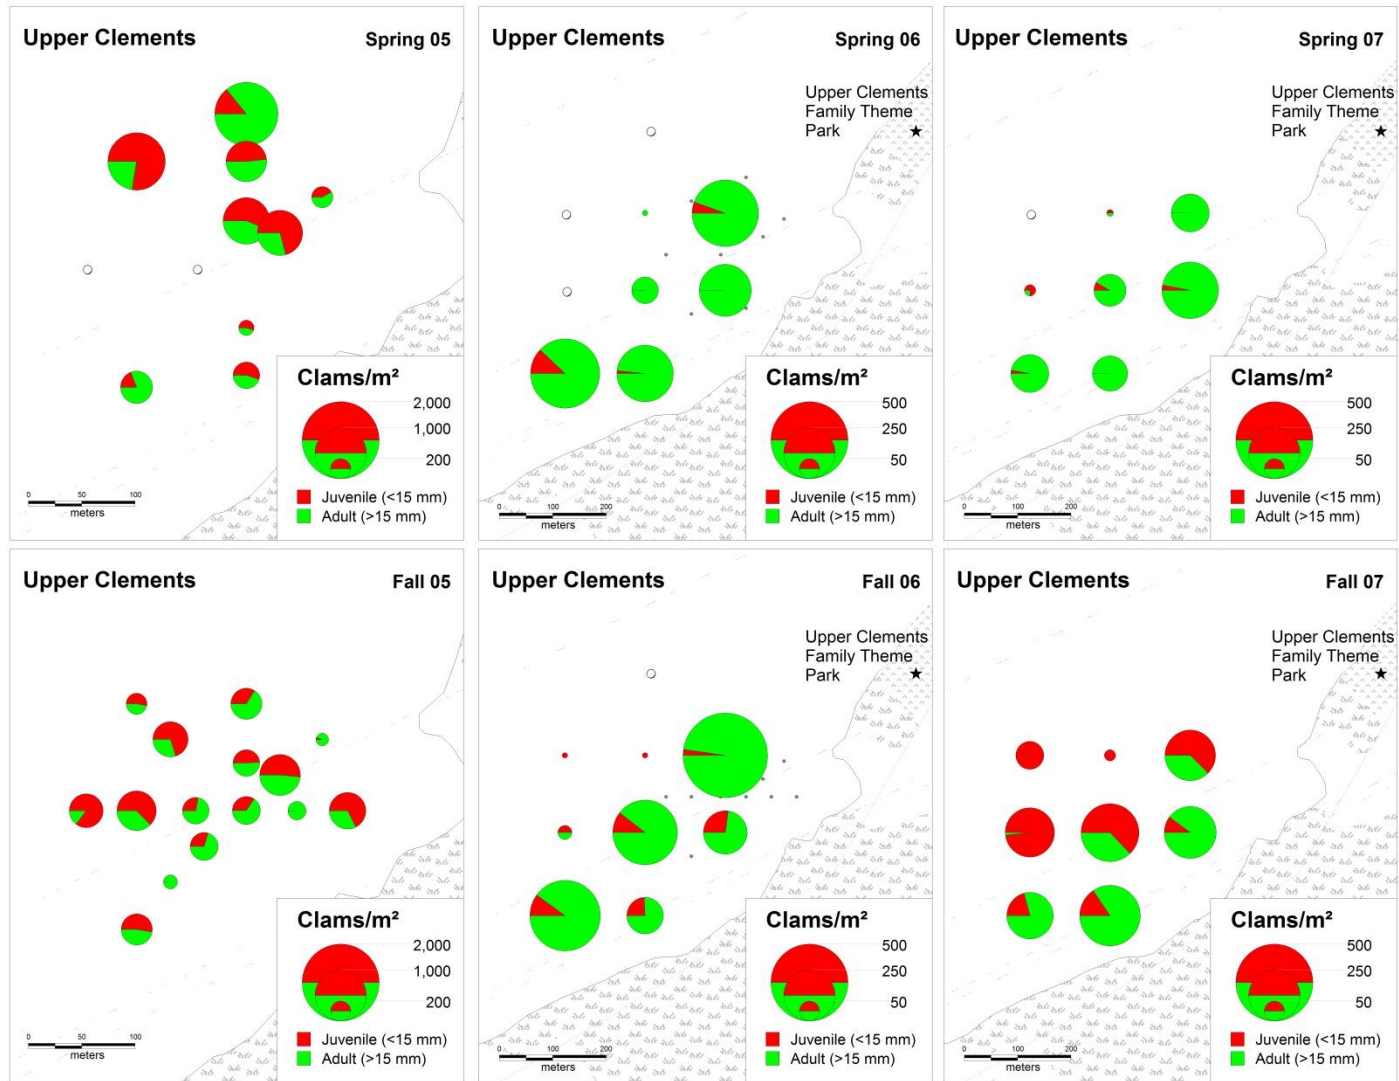 Upper Clements
Spring 05
Clams/m²
2,000
1,000
200
Juvenile (<15 mm)
Adult (>15 mm)
0 50 100
meters
Upper Clements
Spring 06
Upper Clements
Family Theme
Park
Clams/m²
500
250
50
Juvenile (<15 mm)
Adult (>15 mm)
0 100 200
meters
Upper Clements
Spring 07
Upper Clements
Family Theme
Park
Clams/m²
500
250
50
Juvenile (<15 mm)
Adult (>15 mm)
0 100 200
meters
Upper Clements
Fall 05
Clams/m²
2,000
1,000
200
Juvenile (<15 mm)
Adult (>15 mm)
0 50 100
meters
Upper Clements
Fall 06
Upper Clements
Family Theme
Park
Clams/m²
500
250
50
Juvenile (<15 mm)
Adult (>15 mm)
0 100 200
meters
Upper Clements
Fall 07
Upper Clements
Family Theme
Park
Clams/m²
500
250
50
Juvenile (<15 mm)
Adult (>15 mm)
0 100 200
meters